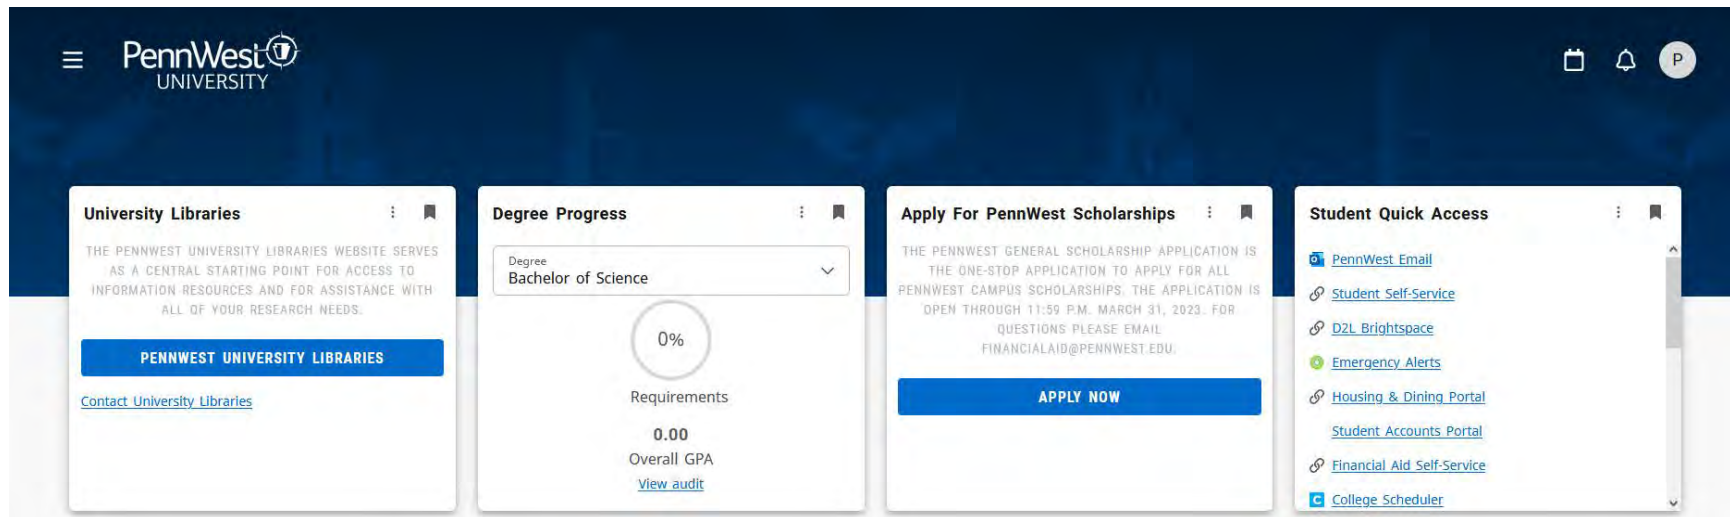 PennWest
UNIVERSITY
P
University Libraries
THE PENNWEST UNIVERSITY LIBRARIES WEBSITE SERVES
AS A CENTRAL STARTING POINT FOR ACCESS TO
INFORMATION RESOURCES AND FOR ASSISTANCE WITH
ALL OF YOUR RESEARCH NEEDS.
PENNWEST UNIVERSITY LIBRARIES
Contact University Libraries
Degree Progress
Degree
Bachelor of Science
0%
Requirements
0.00
Overall GPA
View audit
Apply For PennWest Scholarships
THE PENNWEST GENERAL SCHOLARSHIP APPLICATION IS
THE ONE-STOP APPLICATION TO APPLY FOR ALL
PENNWEST CAMPUS SCHOLARSHIPS. THE APPLICATION IS
OPEN THROUGH 11:59 P.M. MARCH 31, 2023. FOR
QUESTIONS PLEASE EMAIL
FINANCIALAID@PENNWEST.EDU.
APPLY NOW
Student Quick Access
PennWest Email
Student Self-Service
D2L Brightspace
Emergency Alerts
Housing & Dining Portal
Student Accounts Portal
Financial Aid Self-Service
C College Scheduler